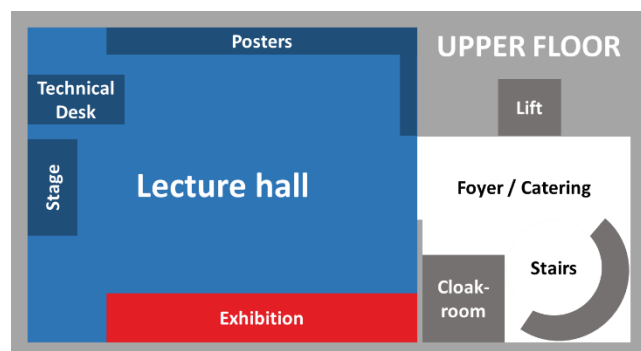 Posters
UPPER FLOOR
Technical
Desk
Lift
Stage
Lecture hall
Foyer / Catering
Stairs
Cloak-
room
Exhibition